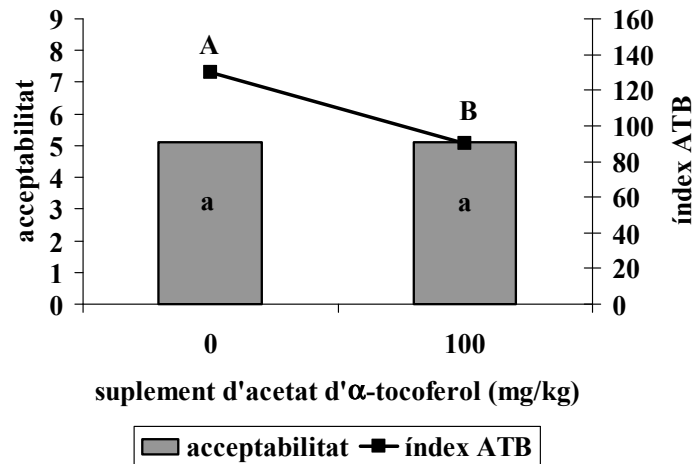 9
8
7
6
5
4
3
2
1
0
acceptabilitat
160
140
120
100
80
60
40
20
0
índex ATB
A
B
a
a
0
100
suplement d'acetat d'α-tocoferol (mg/kg)
acceptabilitat
índex ATB